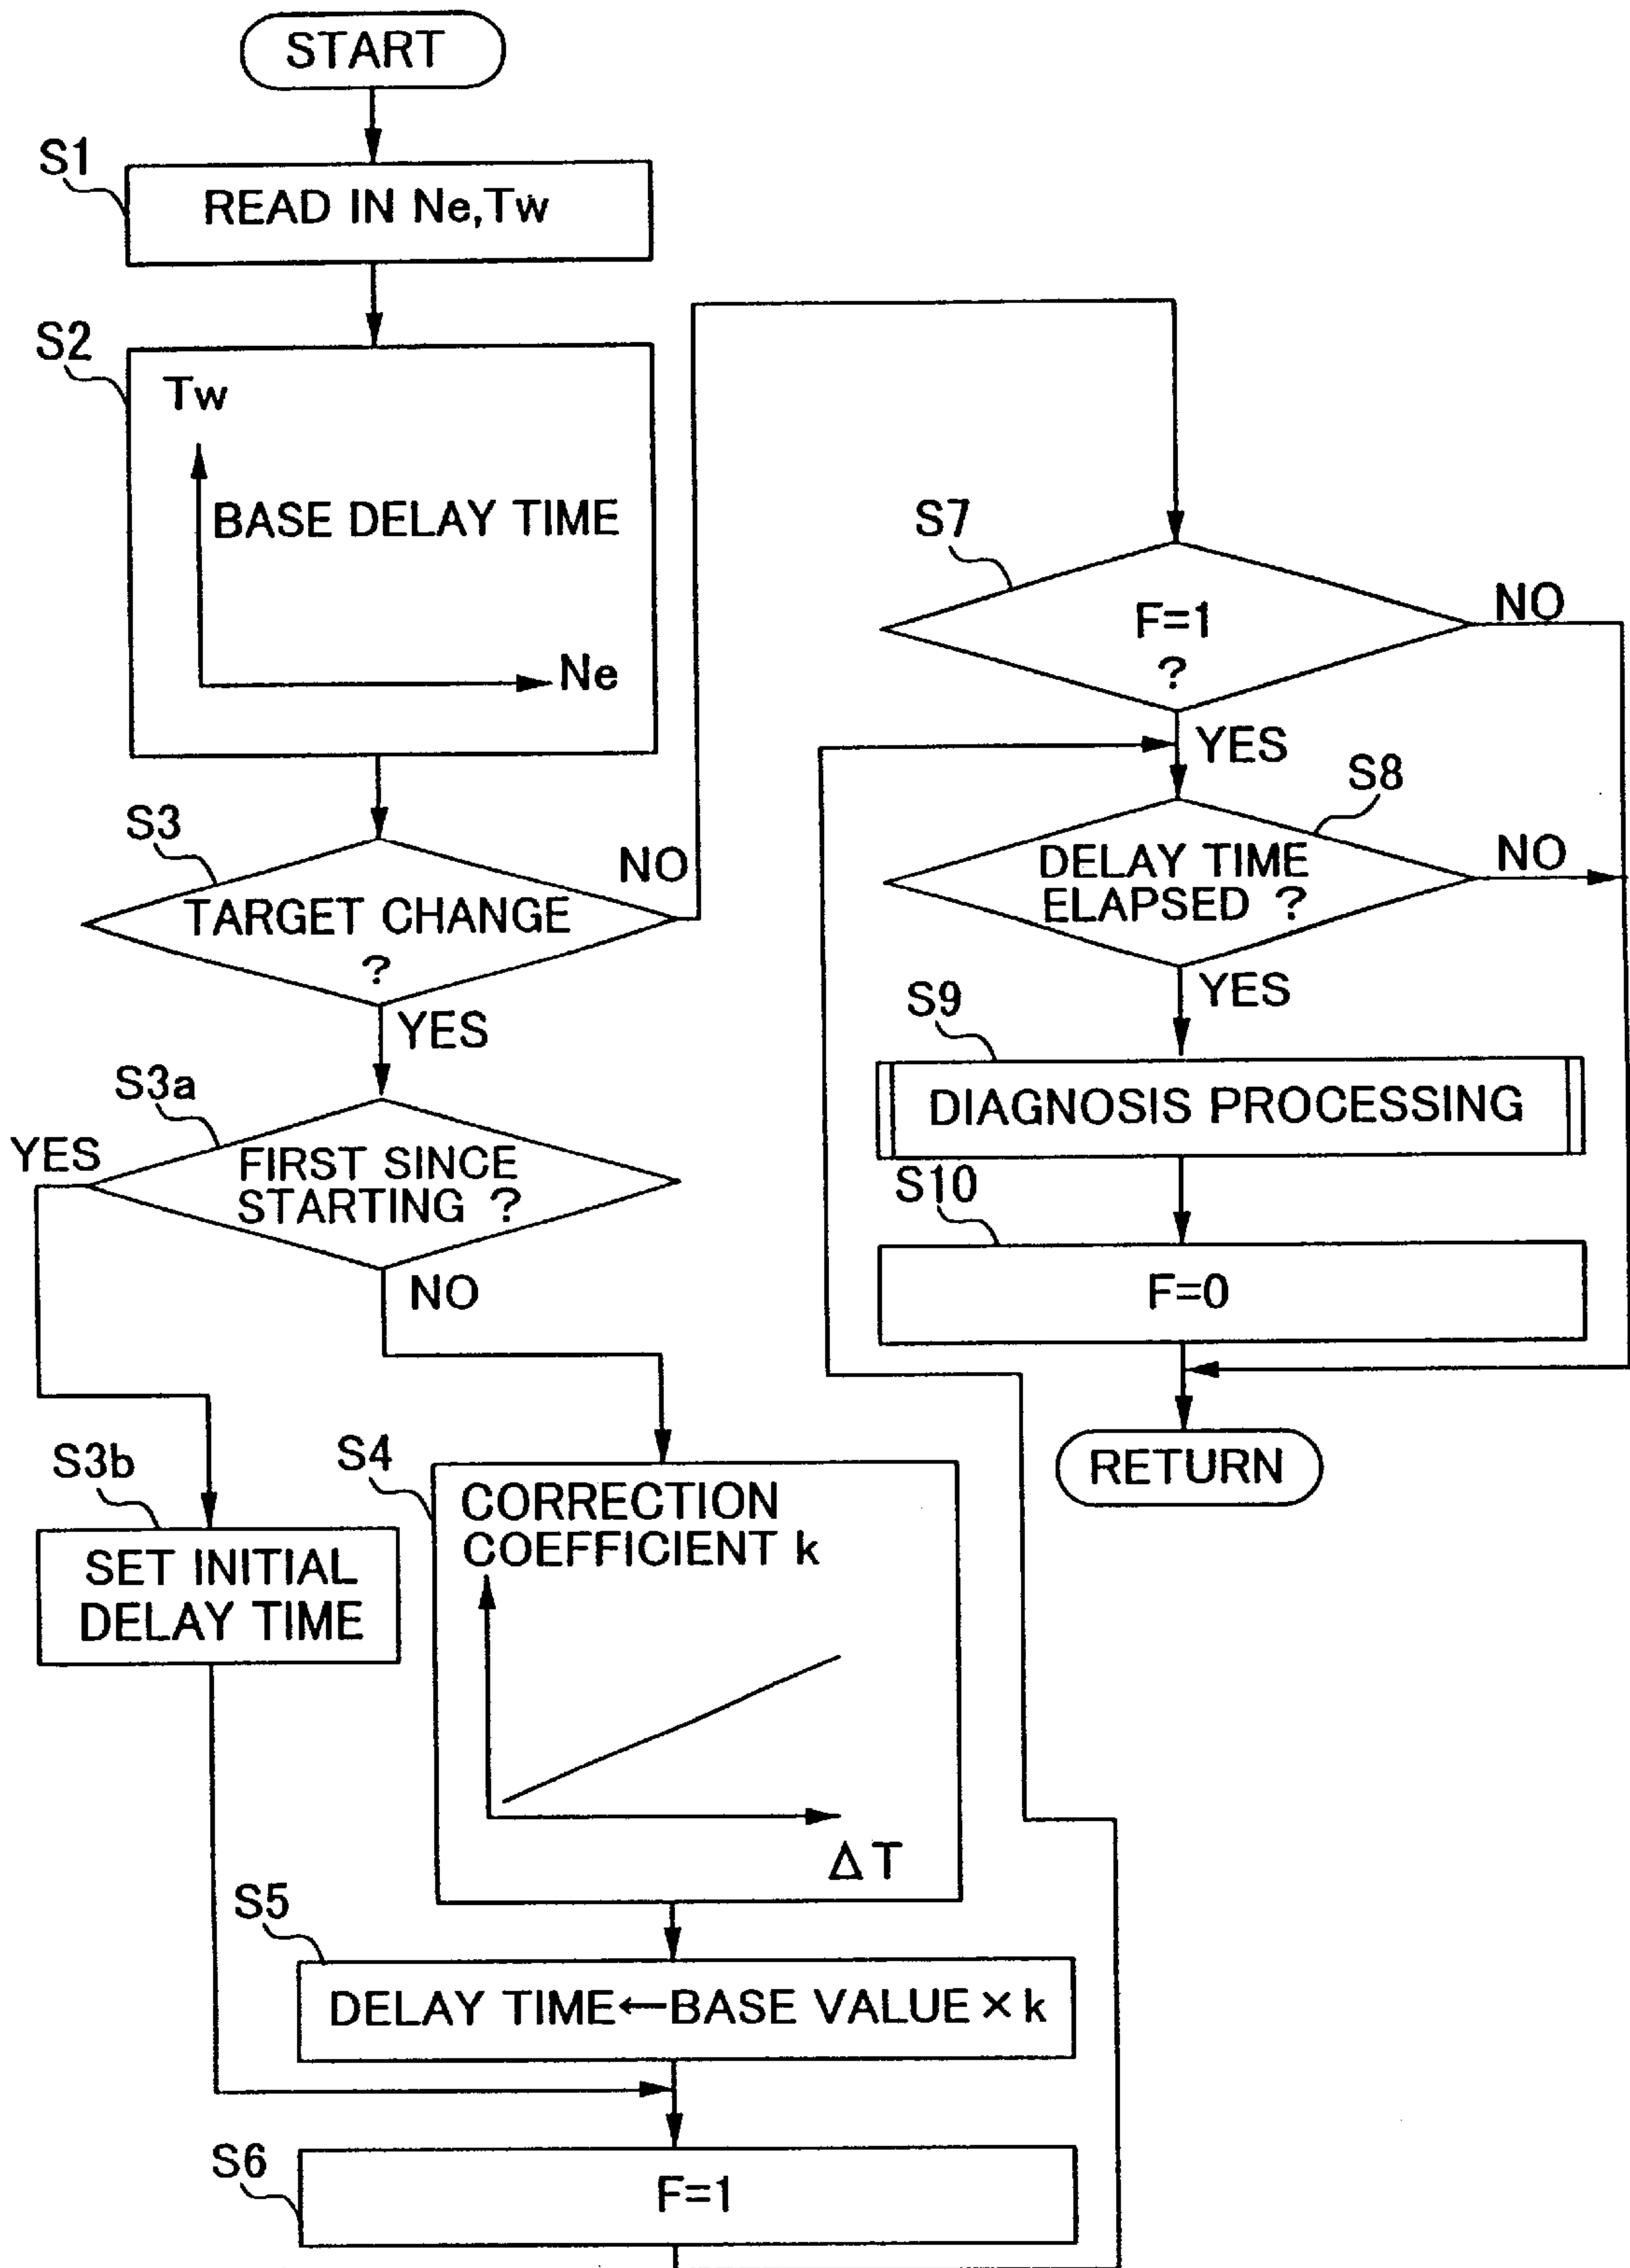 START
S1
READ IN Ne,Tw
S2
Tw
BASE DELAY TIME
Ne
S3
TARGET CHANGE
?
NO
YES
S3a
FIRST SINCE
STARTING ?
YES
NO
S3b
SET INITIAL
DELAY TIME
S4
CORRECTION
COEFFICIENT k
ΔT
S5
DELAY TIME←BASE VALUE×k
S6
F=1
S7
F=1
?
NO
YES
S8
DELAY TIME
ELAPSED ?
NO
YES
S9
DIAGNOSIS PROCESSING
S10
F=0
RETURN